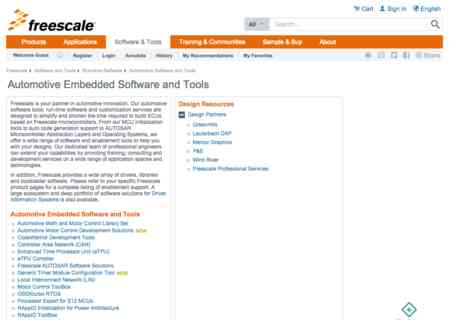 freescale
Cart Sign In English
All Search...
Products Applications Software & Tools Training & Communities Sample & Buy About
Welcome Guest Register Login Annotate History My Recommendations My Favorites Share
Freescale › Software and Tools › Runtime Software › Automotive Software and Tools
Automotive Embedded Software and Tools
Freescale is your partner in automotive innovation. Our automotive
software tools, run-time software and customization services are
designed to simplify and shorten the time required to build ECUs
based on Freescale microcontrollers. From our MCU initialization
tools to auto code generation support to AUTOSAR
Microcontroller Abstraction Layers and Operating Systems, we
offer a wide range of software and enablement tools to help you
with your designs. Our dedicated team of professional engineers
can extend your capabilities by providing training, consulting and
development services on a wide range of application spaces and
technologies.
In addition, Freescale provides a wide array of drivers, libraries
and bootloader software. Please refer to your specific Freescale
product pages for a complete listing of enablement support. A
large ecosystem and deep portfolio of software solutions for Driver
Information Systems is also available.
Automotive Embedded Software and Tools
Automotive Math and Motor Control Library Set
Automotive Motor Control Development Solutions NEW
CodeWarrior Development Tools
Controller Area Network (CAN)
Enhanced Time Processor Unit (eTPU)
eTPU Compiler
Freescale AUTOSAR Software Solutions
Generic Timer Module Configuration Tool NEW
Local Interconnect Network (LIN)
Motor Control Toolbox
OSEKturbo RTOS
Processor Expert for S12 MCUs
RAppID Initialization for Power Architecture
RAppID Toolbox
Design Resources
Design Partners
GreenHills
Lauterbach DAP
Mentor Graphics
P&E
Wind River
Freescale Professional Services